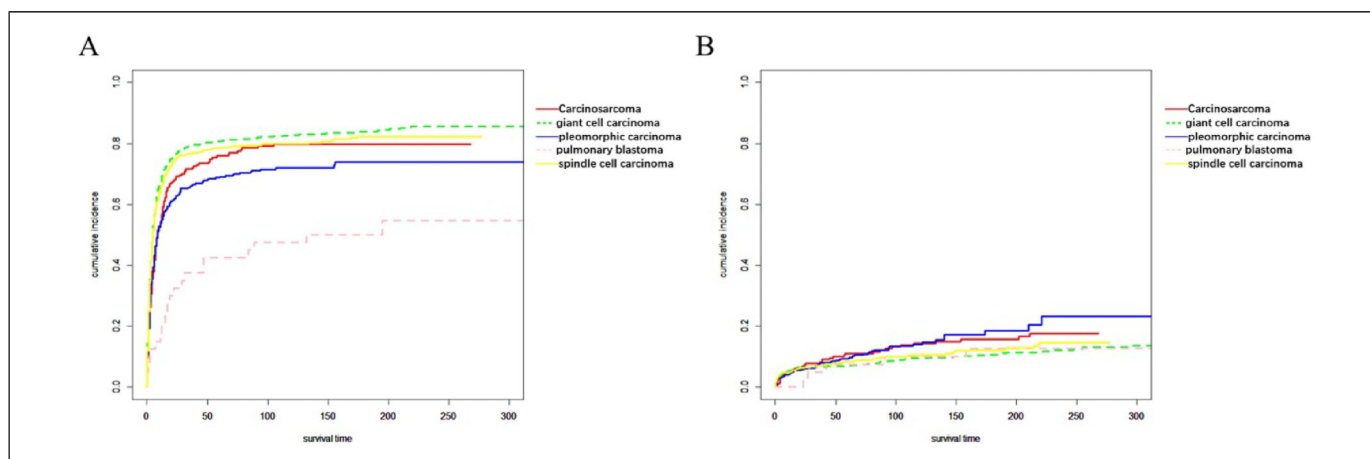 A
cumulative incidence
1.0
0.8
0.6
0.4
0.2
0.0
0
50
100
150
200
250
300
survival time
Carcinosarcoma
giant cell carcinoma
pleomorphic carcinoma
pulmonary blastoma
spindle cell carcinoma
B
cumulative incidence
1.0
0.8
0.6
0.4
0.2
0.0
0
50
100
150
200
250
300
survival time
Carcinosarcoma
giant cell carcinoma
pleomorphic carcinoma
pulmonary blastoma
spindle cell carcinoma